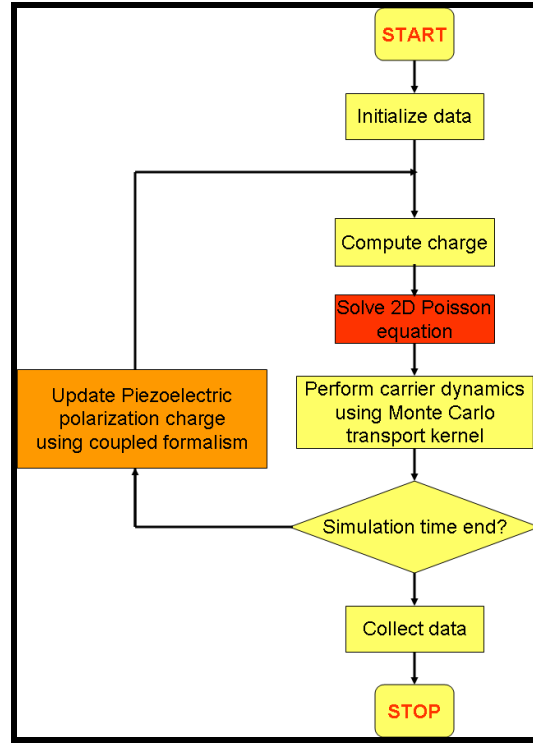 START
Initialize data
Compute charge
Solve 2D Poisson
equation
Update Piezoelectric
polarization charge
using coupled formalism
Perform carrier dynamics
using Monte Carlo
transport kernel
Simulation time end?
Collect data
STOP